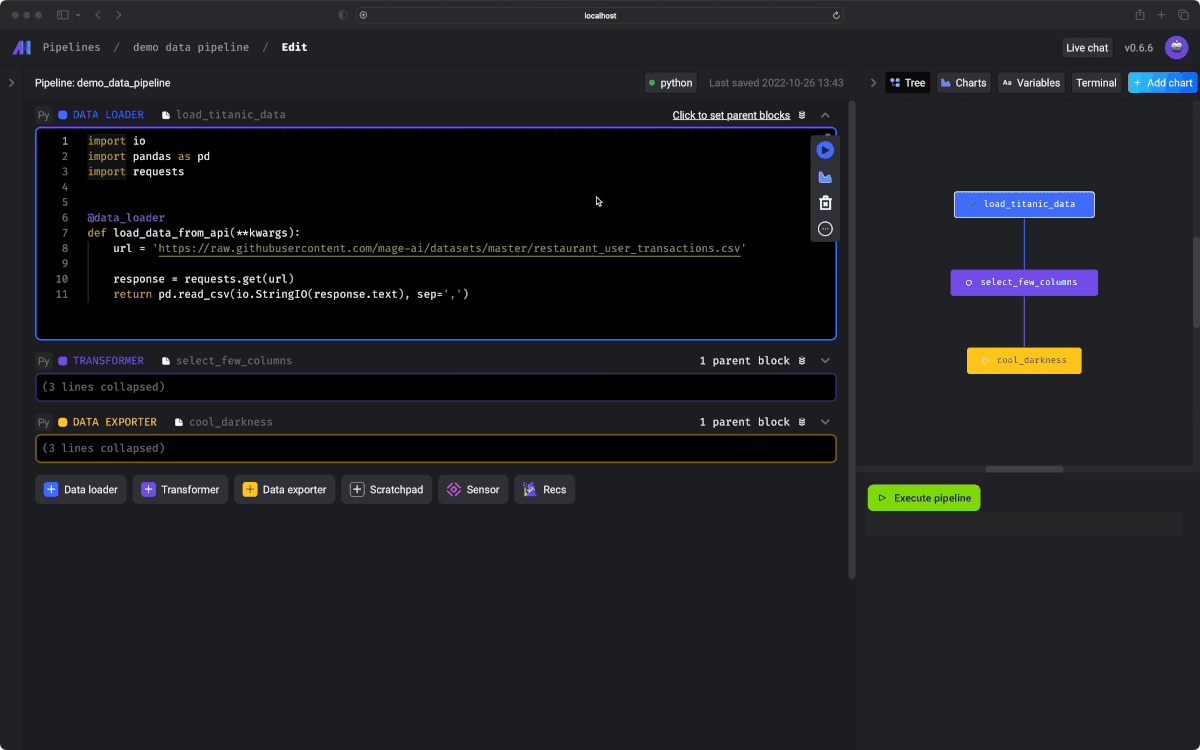 localhost
Pipelines / demo data pipeline / Edit
Live chat v0.6.6
Pipeline: demo_data_pipeline
python Last saved 2022-10-26 13:43
Tree Charts Aa Variables Terminal + Add chart
Py DATA LOADER load_titanic_data Click to set parent blocks
1 import io
2 import pandas as pd
3 import requests
4
5
6 @data_loader
7 def load_data_from_api(**kwargs):
8 url = 'https://raw.githubusercontent.com/mage-ai/datasets/master/restaurant_user_transactions.csv'
9
10 response = requests.get(url)
11 return pd.read_csv(io.StringIO(response.text), sep=',')
Py TRANSFORMER select_few_columns 1 parent block
(3 lines collapsed)
Py DATA EXPORTER cool_darkness 1 parent block
(3 lines collapsed)
+ Data loader + Transformer + Data exporter + Scratchpad Sensor Recs
load_titanic_data
select_few_columns
cool_darkness
Execute pipeline